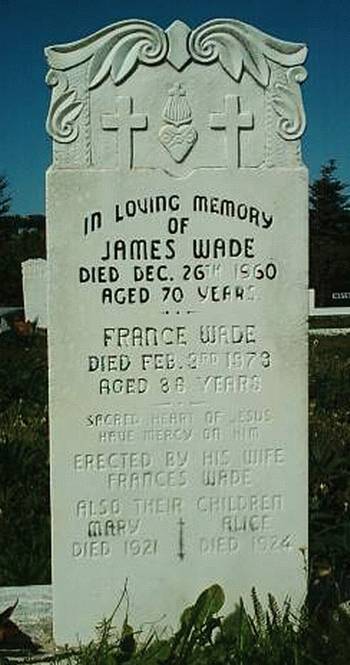 IN LOVING MEMORY
OF
JAMES WADE
DIED DEC. 26TH 1960
AGED 70 YEARS
FRANCE WADE
DIED FEB. 2ND 1973
AGED 88 YEARS
SACRED HEART OF JESUS
HAVE MERCY ON HIM
ERECTED BY HIS WIFE
FRANCES WADE
ALSO THEIR CHILDREN
MARY ALICE
DIED 1921 DIED 1924